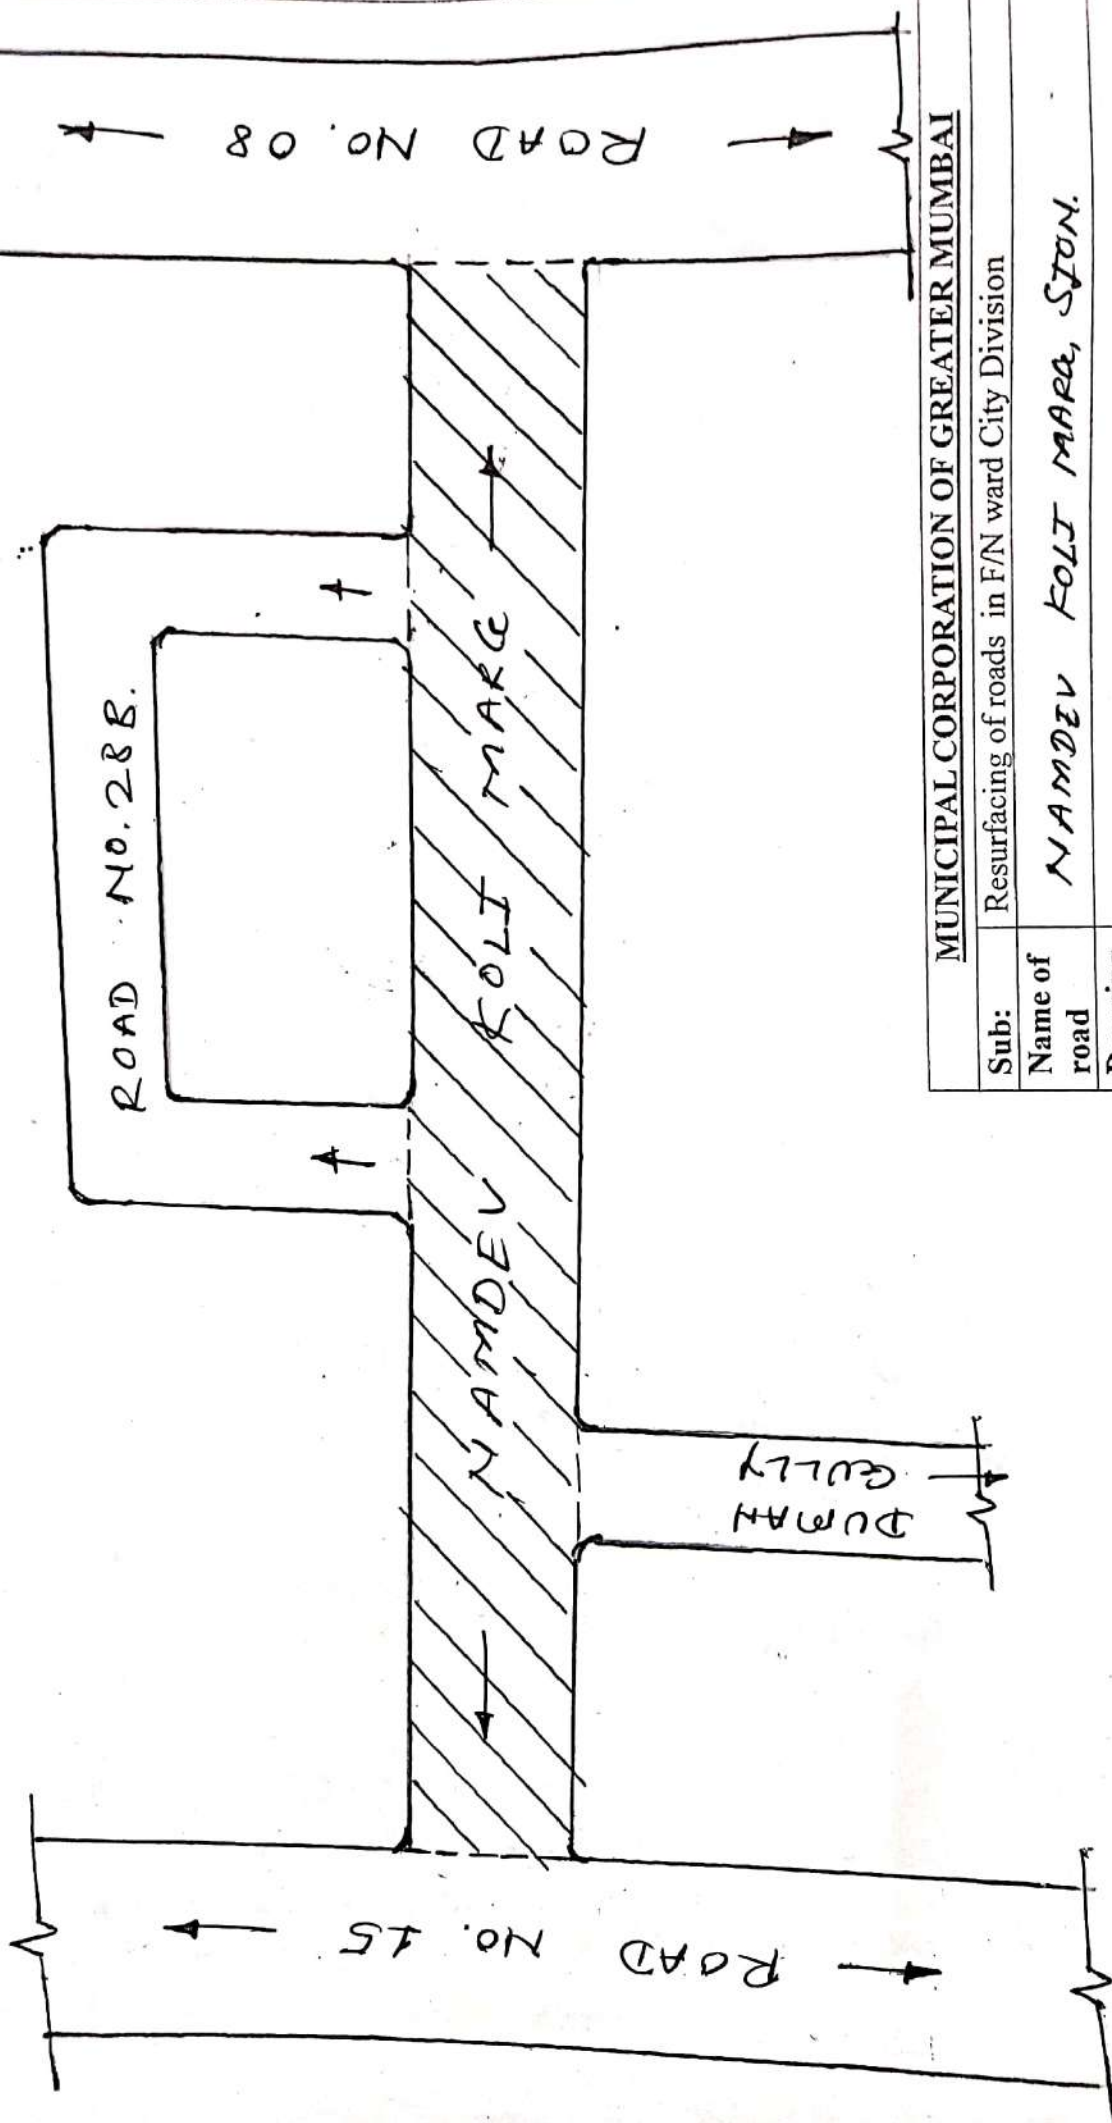 ROAD NO. 08
ROAD NO. 28B.
NAMDEV KOLI MARG
DUMAN
GULLY
ROAD NO. 15
MUNICIPAL CORPORATION OF GREATER MUMBAI
Sub: Resurfacing of roads in F/N ward City Division
Name of road NAMDEV KOLI MARG, SION.